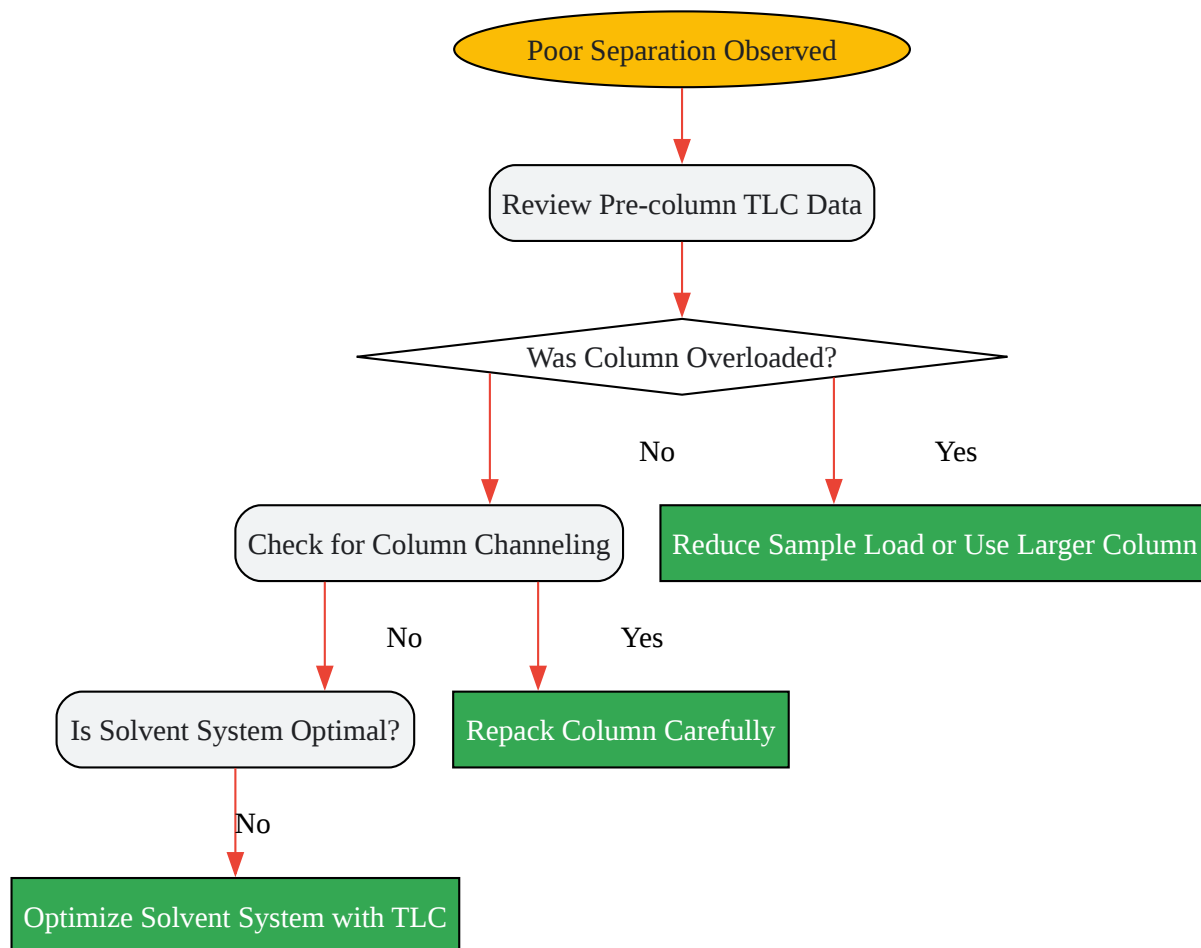 Poor Separation Observed
Review Pre-column TLC Data
Was Column Overloaded?
No
Yes
Check for Column Channeling
Reduce Sample Load or Use Larger Column
No
Yes
Is Solvent System Optimal?
Repack Column Carefully
No
Optimize Solvent System with TLC